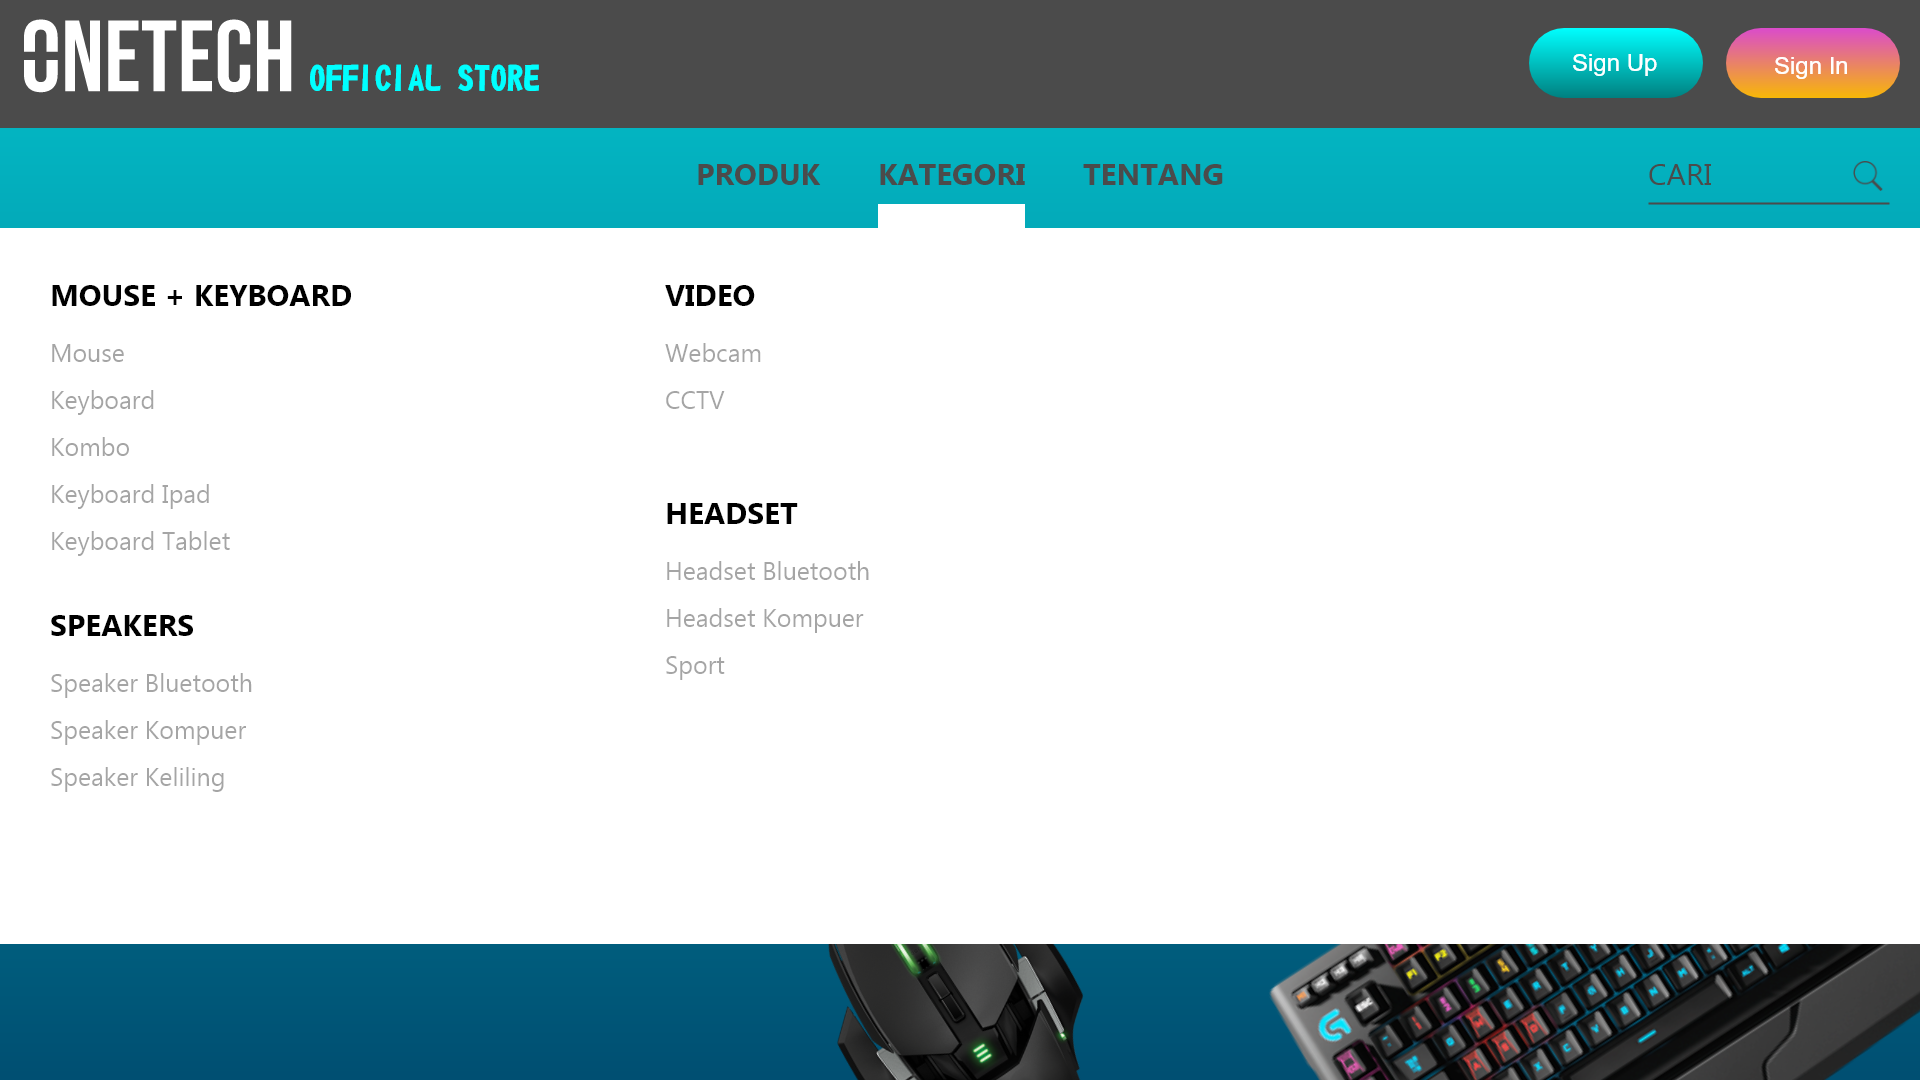 ONETECH OFFICIAL STORE
Sign Up
Sign In
PRODUK
KATEGORI
TENTANG
CARI
MOUSE + KEYBOARD
Mouse
Keyboard
Kombo
Keyboard Ipad
Keyboard Tablet
SPEAKERS
Speaker Bluetooth
Speaker Kompuer
Speaker Keliling
VIDEO
Webcam
CCTV
HEADSET
Headset Bluetooth
Headset Kompuer
Sport